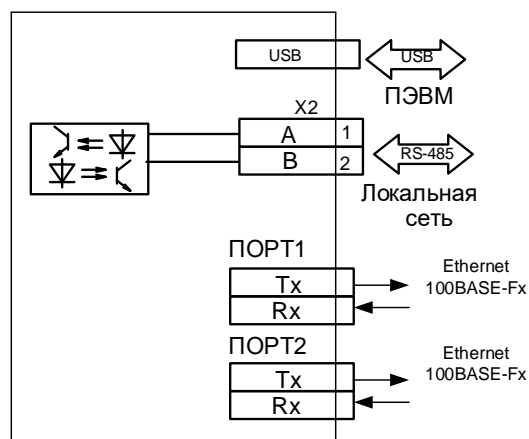 USB
USB
ПЭВМ
X2
A 1
B 2
RS-485
Локальная
сеть
ПОРТ1
Tx
Rx
Ethernet
100BASE-Fx
ПОРТ2
Tx
Rx
Ethernet
100BASE-Fx